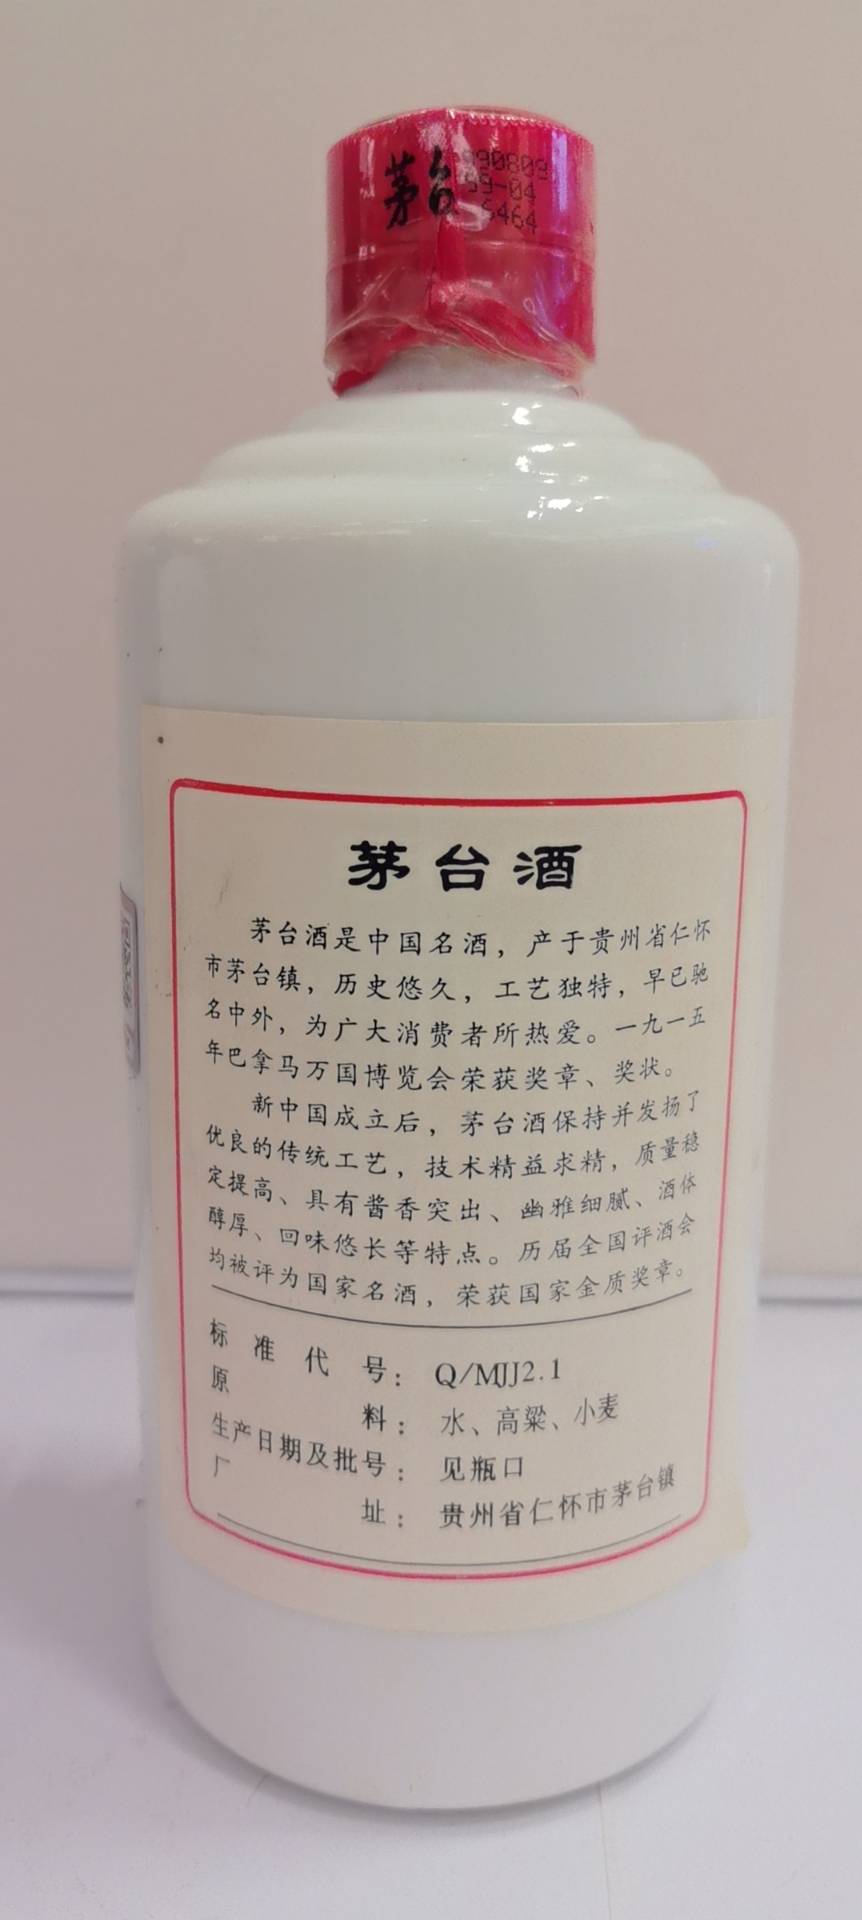 茅台
990809
99-04
6464
茅台酒
茅台酒是中国名酒，产于贵州省仁怀
市茅台镇，历史悠久，工艺独特，早已驰
名中外，为广大消费者所热爱。一九一五
年巴拿马万国博览会荣获奖章、奖状。
新中国成立后，茅台酒保持并发扬了
优良的传统工艺，技术精益求精，质量稳
定提高、具有酱香突出、幽雅细腻、酒体
醇厚、回味悠长等特点。历届全国评酒会
均被评为国家名酒，荣获国家金质奖章。
标准代号：Q/MJJ2.1
原料：水、高粱、小麦
生产日期及批号：见瓶口
厂址：贵州省仁怀市茅台镇